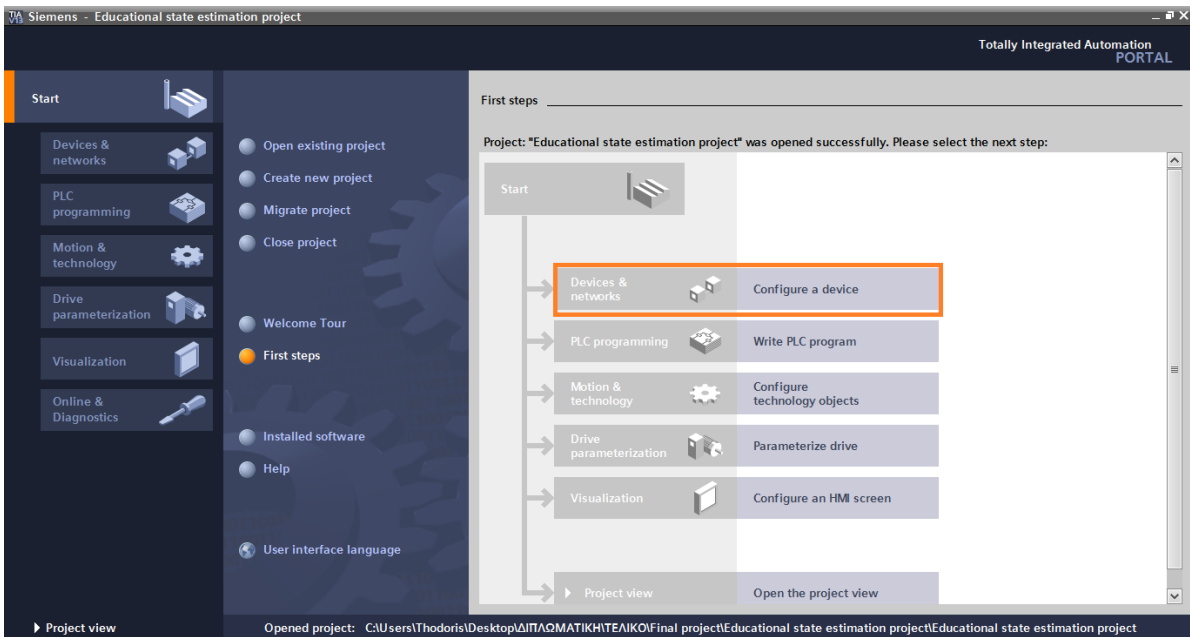 TIA V13 Siemens - Educational state estimation project
Totally Integrated Automation
PORTAL
Start
Devices &
networks
PLC
programming
Motion &
technology
Drive
parameterization
Visualization
Online &
Diagnostics
Open existing project
Create new project
Migrate project
Close project
Welcome Tour
First steps
Installed software
Help
User interface language
First steps
Project: "Educational state estimation project" was opened successfully. Please select the next step:
Start
Devices &
networks
Configure a device
PLC programming
Write PLC program
Motion &
technology
Configure
technology objects
Drive
parameterization
Parameterize drive
Visualization
Configure an HMI screen
Project view
Open the project view
Project view
Opened project: C:\Users\Thodoris\Desktop\ΔΙΠΛΩΜΑΤΙΚΗ\ΤΕΛΙΚΟ\Final project\Educational state estimation project\Educational state estimation project